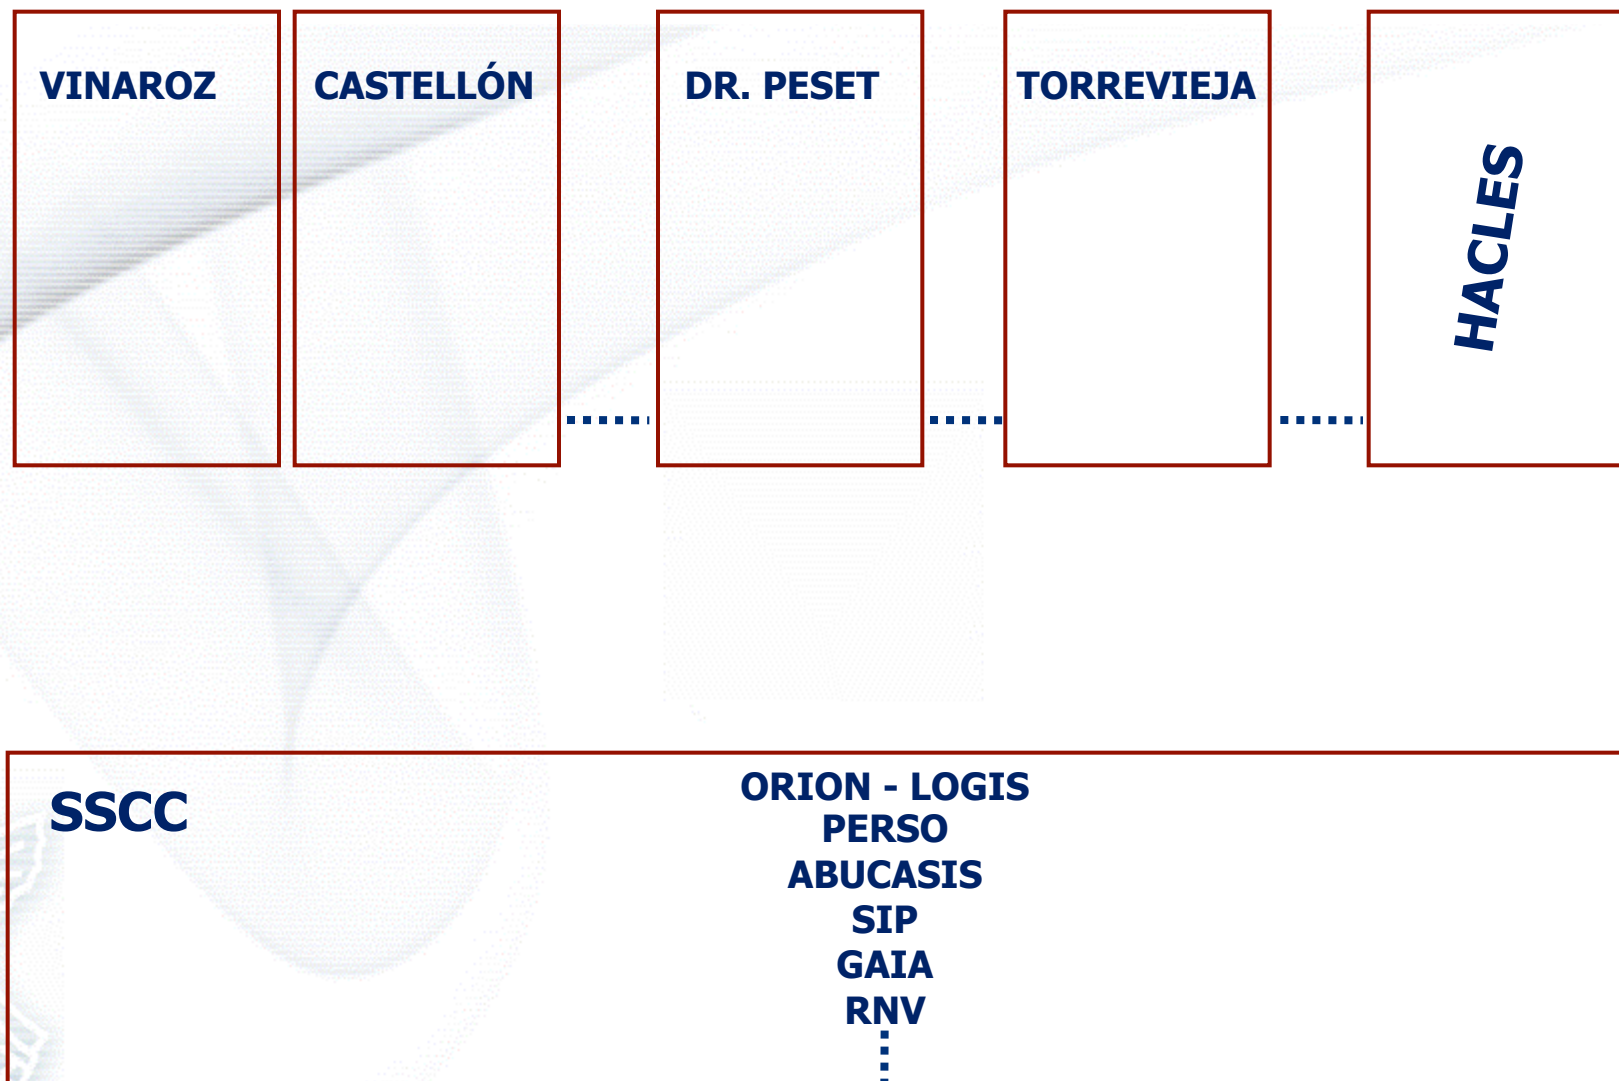 VINAROZ
CASTELLÓN
DR. PESET
TORREVIEJA
HACLES
SSCC
ORION - LOGIS
PERSO
ABUCASIS
SIP
GAIA
RNV